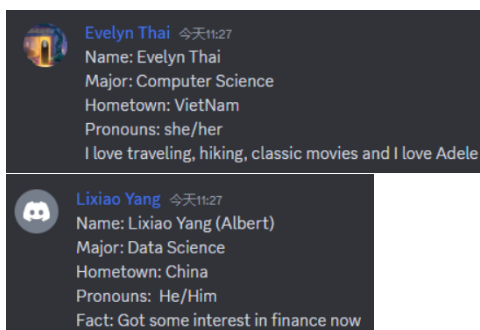 Evelyn Thai 今天11:27
Name: Evelyn Thai
Major: Computer Science
Hometown: VietNam
Pronouns: she/her
I love traveling, hiking, classic movies and I love Adele
Lixiao Yang 今天11:27
Name: Lixiao Yang (Albert)
Major: Data Science
Hometown: China
Pronouns:  He/Him
Fact: Got some interest in finance now